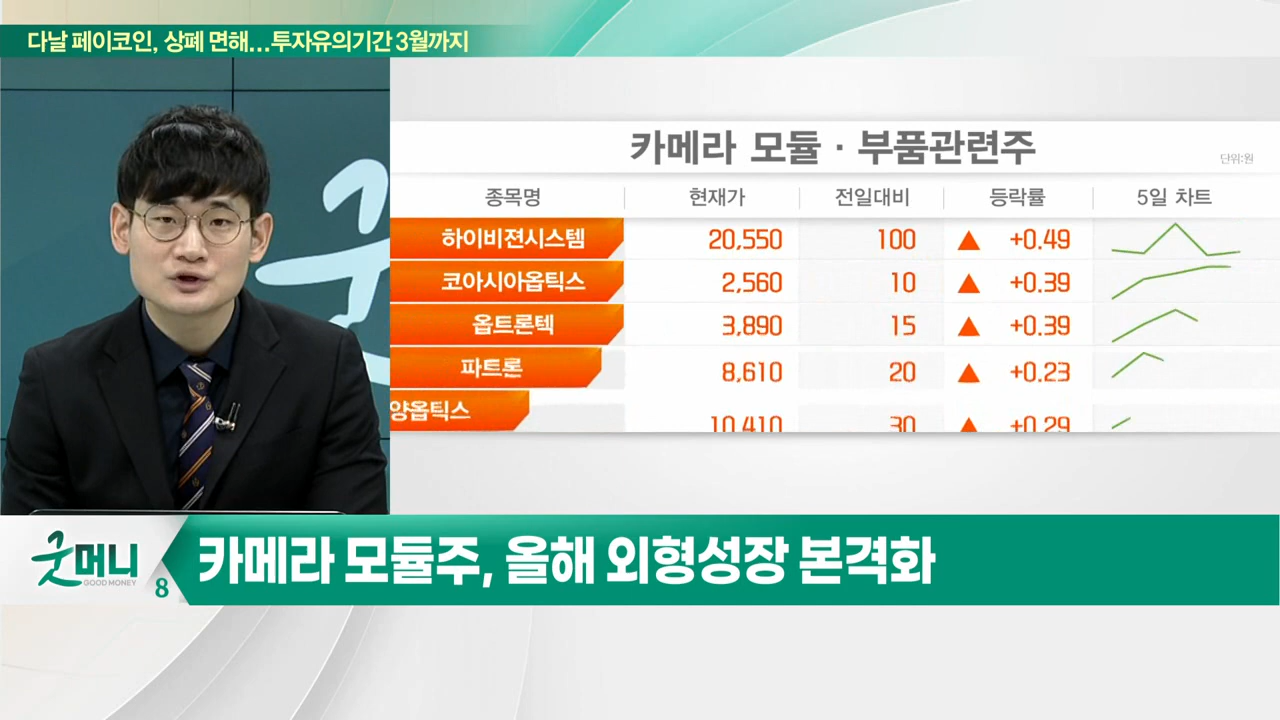 다날 페이코인, 상폐 면해...투자유의기간 3월까지
카메라 모듈·부품관련주
단위:원
종목명 현재가 전일대비 등락률 5일 차트
하이비젼시스템 20,550 100 ▲ +0.49
코아시아옵틱스 2,560 10 ▲ +0.39
옵트론텍 3,890 15 ▲ +0.39
파트론 8,610 20 ▲ +0.23
양옵틱스 10,410 30 ▲ +0.29
굿머니
GOOD MONEY
8
카메라 모듈주, 올해 외형성장 본격화